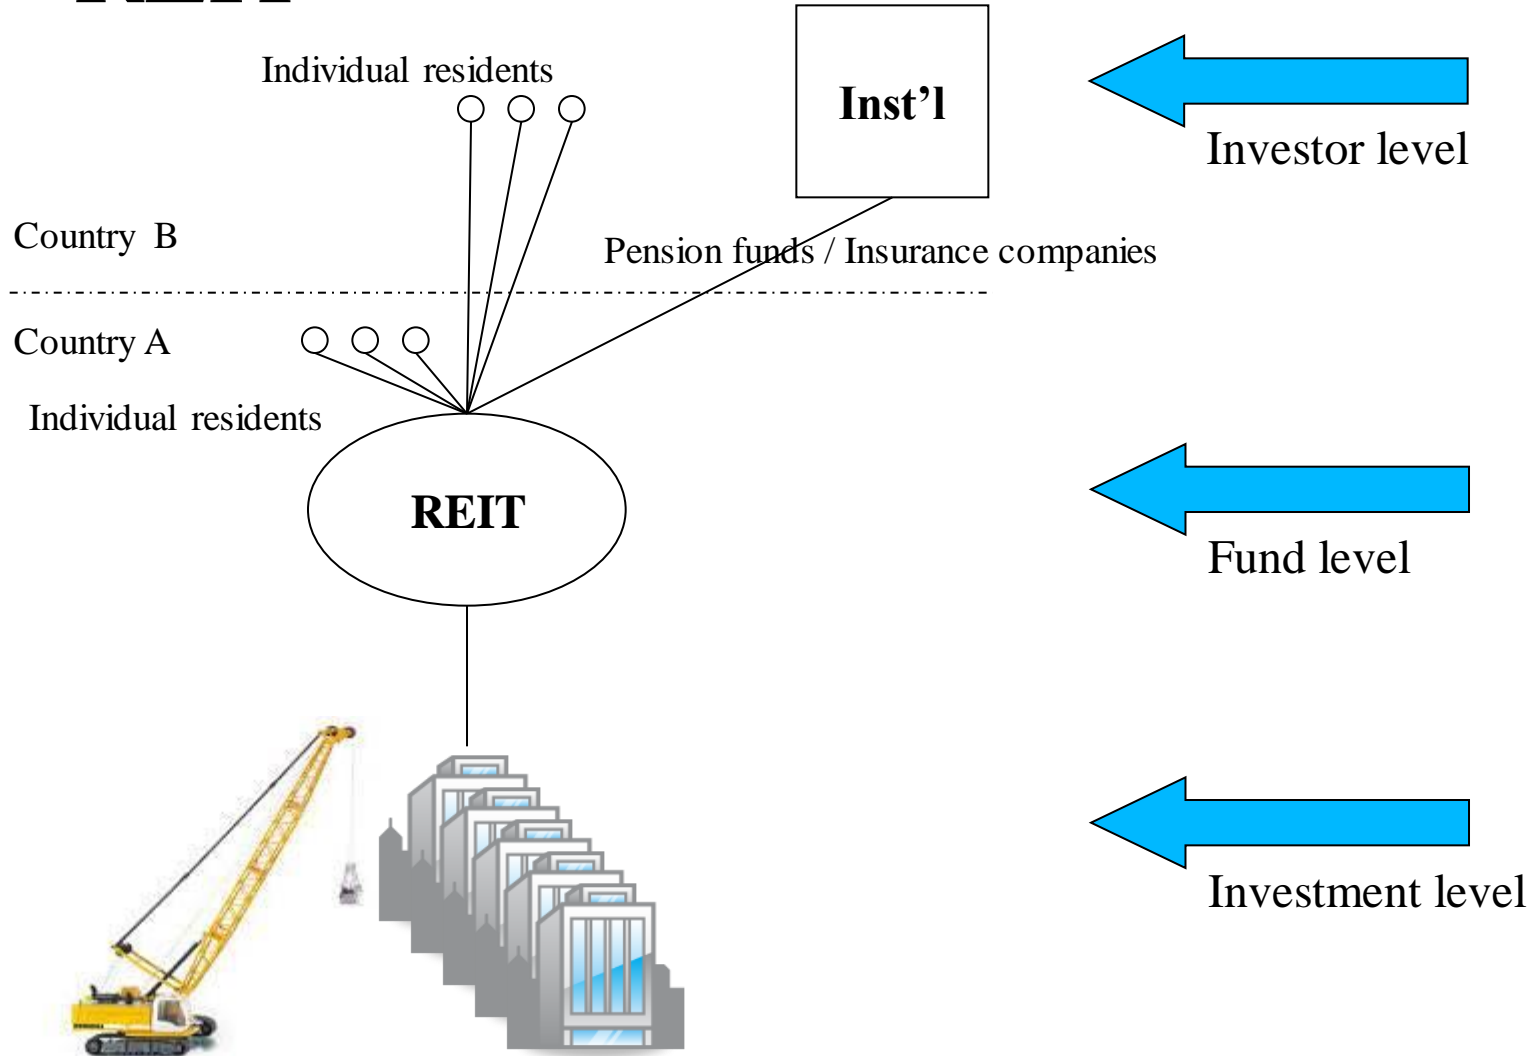 Individual residents
Inst'l
Investor level
Country B
Pension funds / Insurance companies
Country A
Individual residents
REIT
Fund level
Investment level